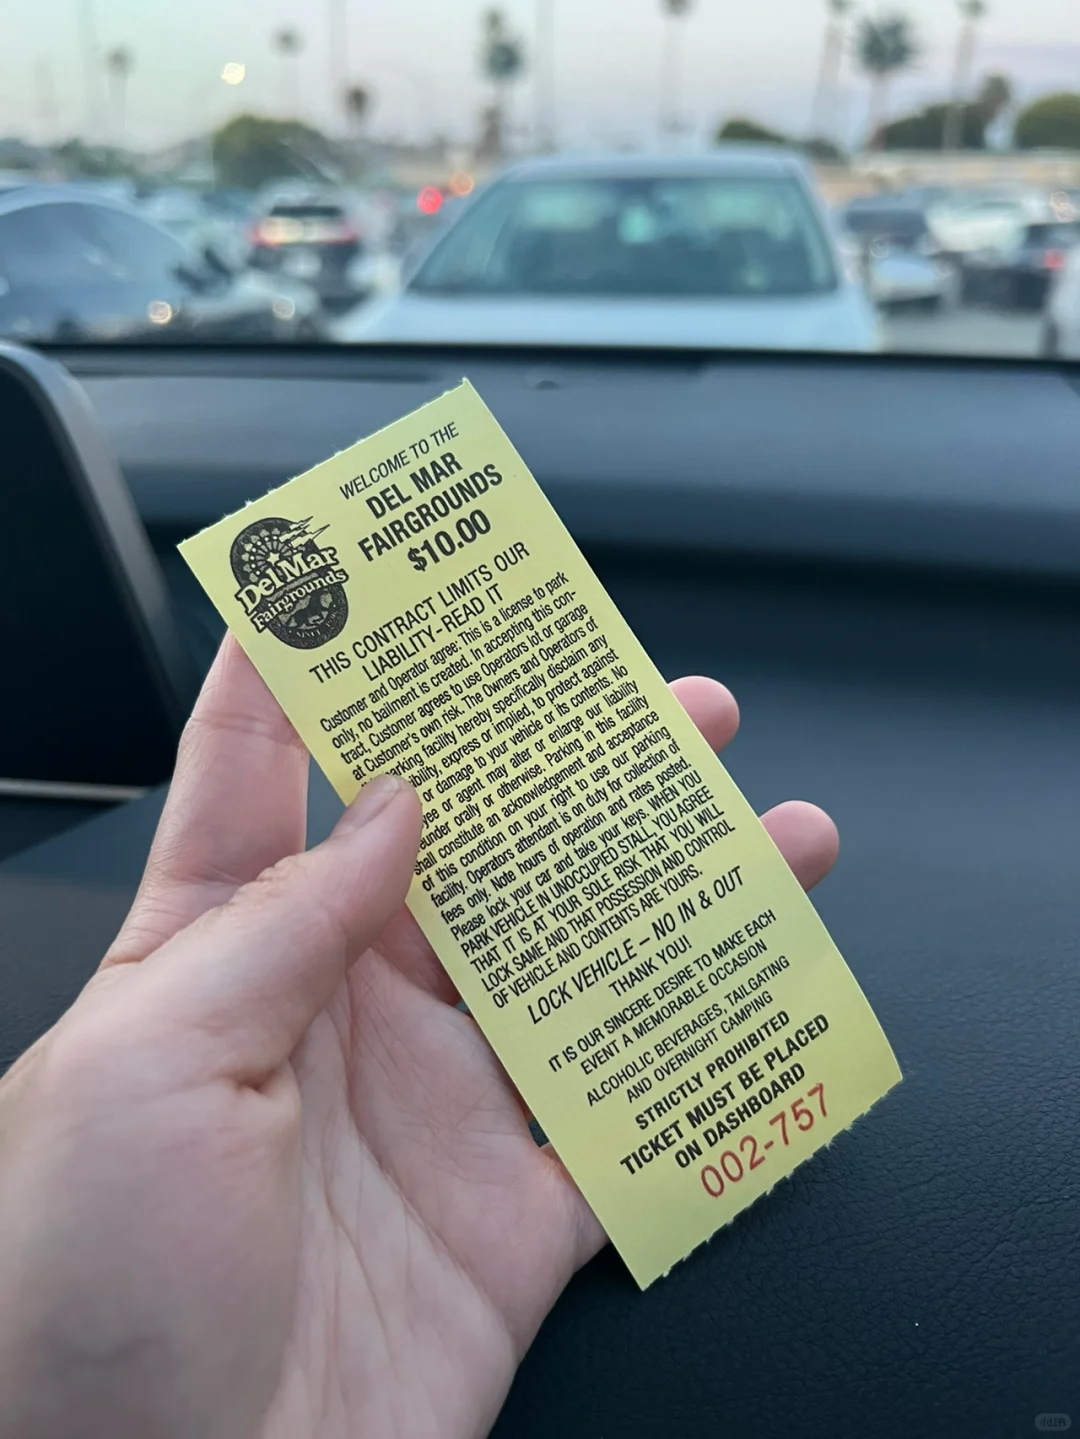 WELCOME TO THE
DEL MAR
FAIRGROUNDS
$10.00
Del Mar
Fairgrounds
THIS CONTRACT LIMITS OUR
LIABILITY-READ IT
Customer and Operator agree: This is a license to park
only, no bailment is created. In accepting this con-
tract, Customer agrees to use Operators lot or garage
at Customer's own risk. The Owners and Operators of
parking facility hereby specifically disclaim any
express or implied, to protect against
or damage to your vehicle or its contents. No
or agent may alter or enlarge our liability
orally or otherwise. Parking in this facility
shall constitute an acknowledgement and acceptance
of this condition on your right to use our parking
facility. Operators attendant is on duty for collection of
fees only. Note hours of operation and rates posted.
Please lock your car and take your keys. WHEN YOU
PARK VEHICLE IN UNOCCUPIED STALL, YOU AGREE
THAT IT IS AT YOUR SOLE RISK THAT YOU WILL
LOCK SAME AND THAT POSSESSION AND CONTROL
OF VEHICLE AND CONTENTS ARE YOURS.
LOCK VEHICLE – NO IN & OUT
THANK YOU!
IT IS OUR SINCERE DESIRE TO MAKE EACH
EVENT A MEMORABLE OCCASION
ALCOHOLIC BEVERAGES, TAILGATING
AND OVERNIGHT CAMPING
STRICTLY PROHIBITED
TICKET MUST BE PLACED
ON DASHBOARD
002-757